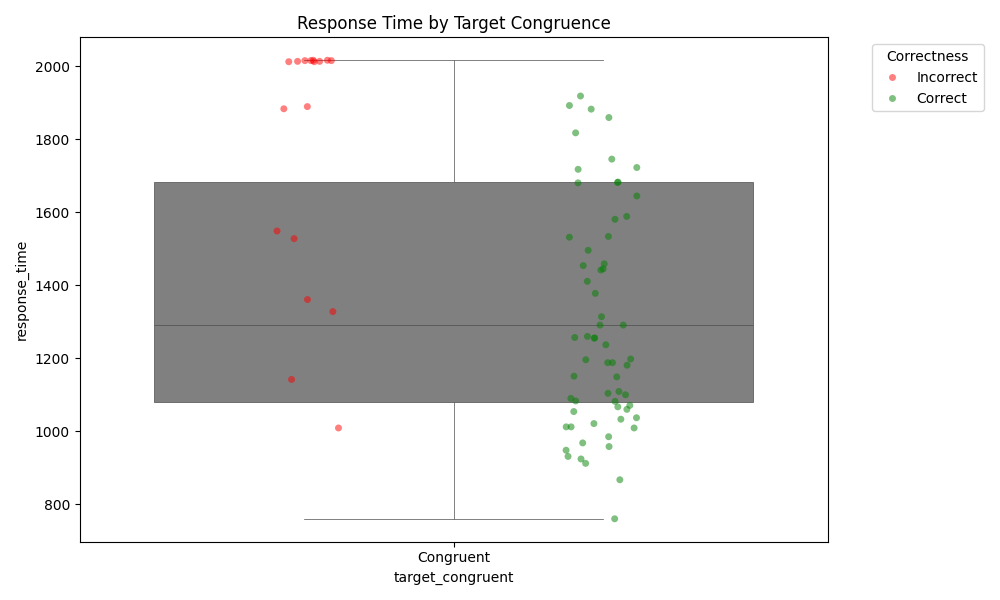 Response Time by Target Congruence
Correctness
Incorrect
Correct
response_time
2000
1800
1600
1400
1200
1000
800
Congruent
target_congruent